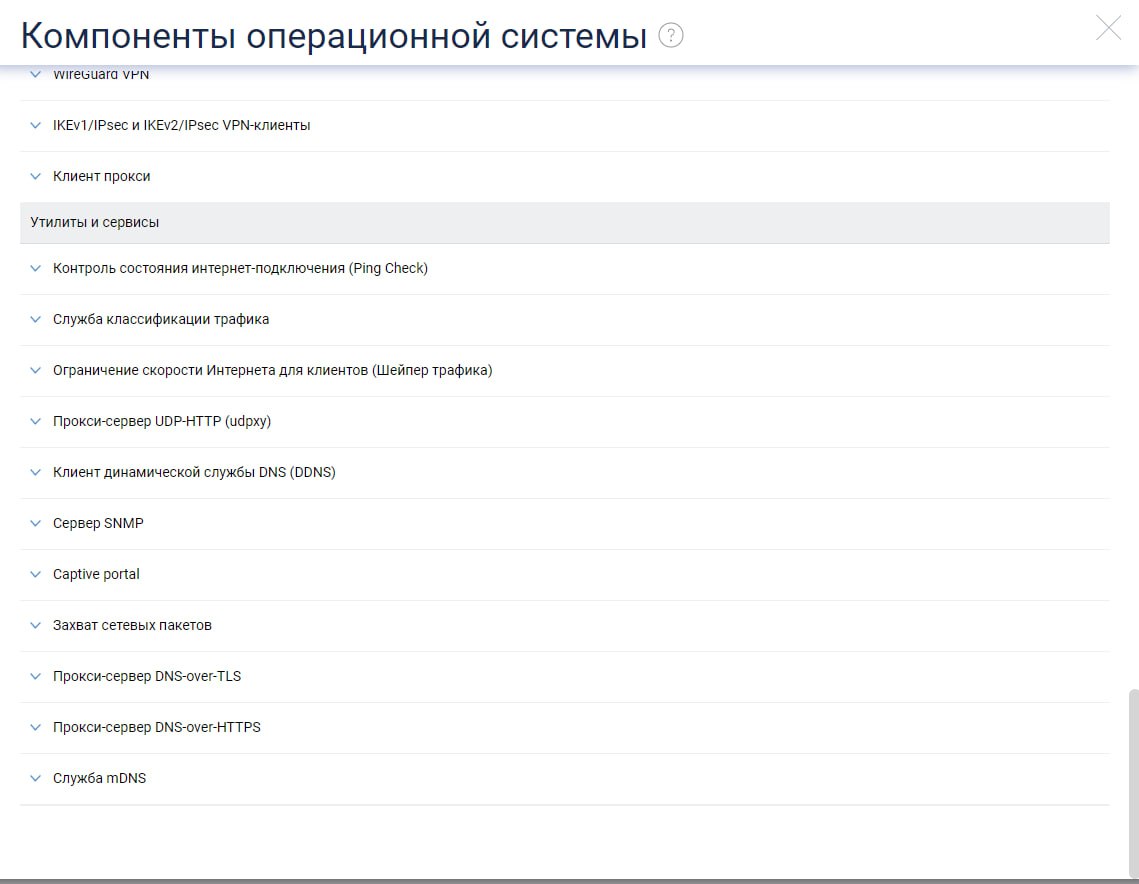 Компоненты операционной системы ?
WireGuard VPN
IKEv1/IPsec и IKEv2/IPsec VPN-клиенты
Клиент прокси
Утилиты и сервисы
Контроль состояния интернет-подключения (Ping Check)
Служба классификации трафика
Ограничение скорости Интернета для клиентов (Шейпер трафика)
Прокси-сервер UDP-HTTP (udpxy)
Клиент динамической службы DNS (DDNS)
Сервер SNMP
Captive portal
Захват сетевых пакетов
Прокси-сервер DNS-over-TLS
Прокси-сервер DNS-over-HTTPS
Служба mDNS